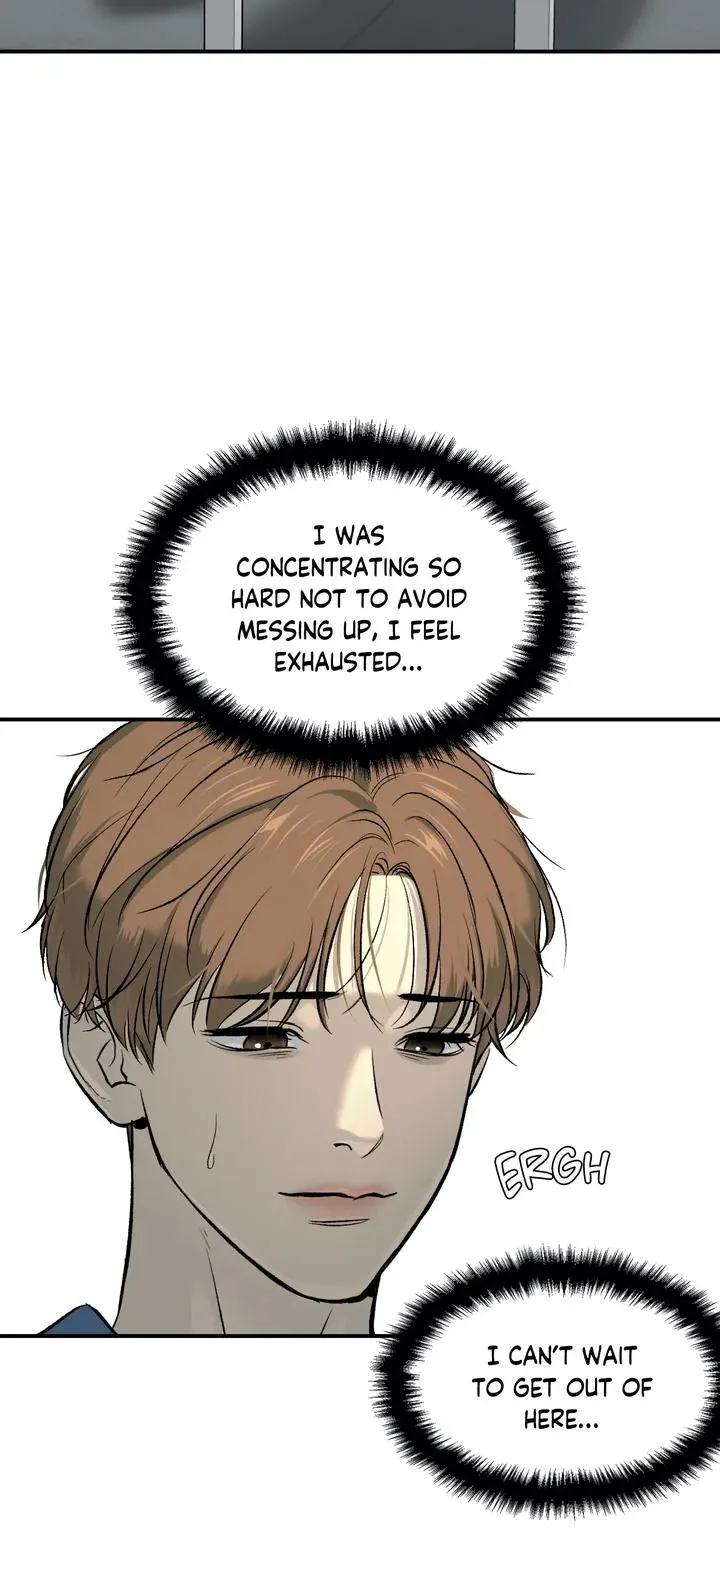 I WAS
CONCENTRATING SO
HARD NOT TO AVOID
MESSING UP, I FEEL
EXHAUSTED...
ERGH
I CAN'T WAIT
TO GET OUT OF
HERE...